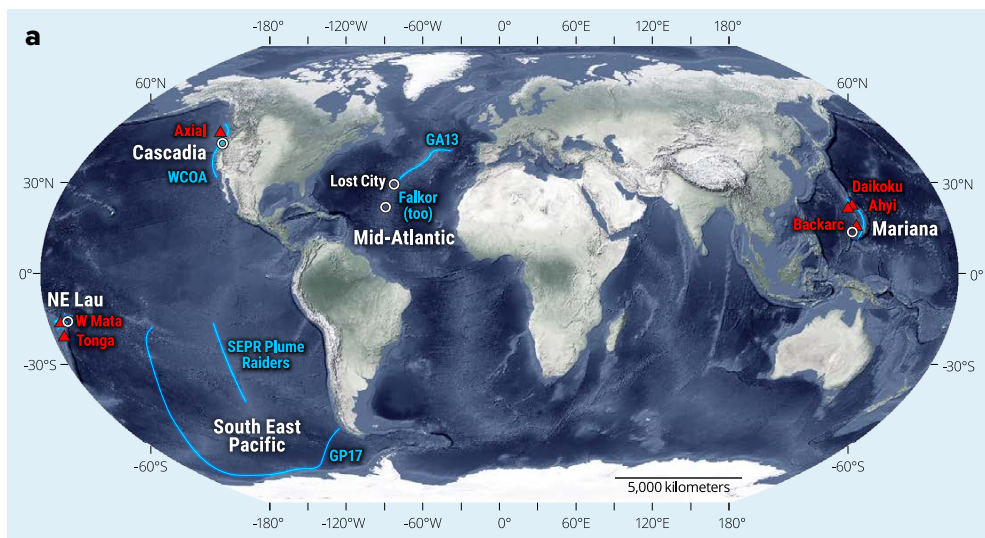 a
-180° -120°W -60°W 0° 60°E 120°E 180°
60°N 60°N
Axial
GA13
Cascadia
WCOA
Lost City
30°N 30°N
Falkor
(too)
Daikoku
Ahyi
Backarc
Mariana
Mid-Atlantic
0° 0°
NE Lau
W Mata
Tonga
SEPR Plume
Raiders
-30°S -30°S
South East
Pacific
GP17
-60°S -60°S
5,000 kilometers
-180° -120°W -60°W 0° 60°E 120°E 180°